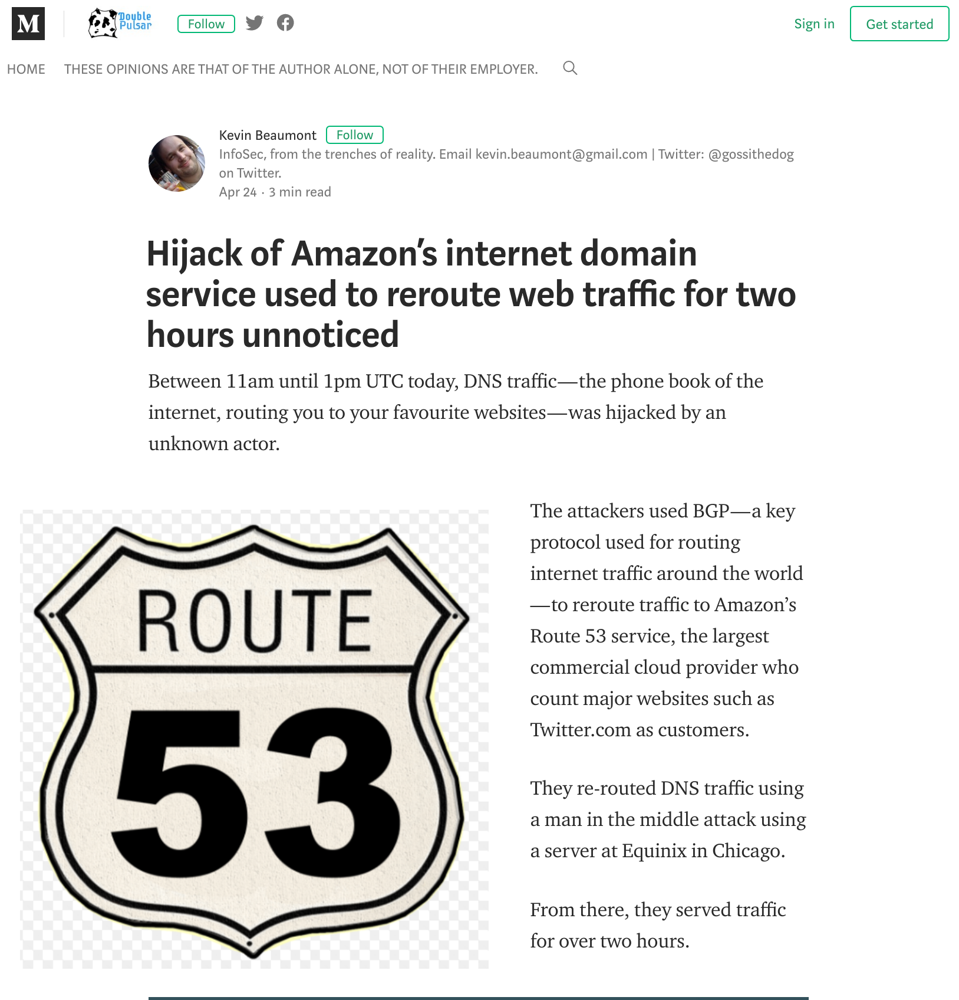 M
Double
Pulsar
Follow
Sign in
Get started
HOME
THESE OPINIONS ARE THAT OF THE AUTHOR ALONE, NOT OF THEIR EMPLOYER.
Kevin Beaumont
Follow
InfoSec, from the trenches of reality. Email kevin.beaumont@gmail.com | Twitter: @gossithedog
on Twitter.
Apr 24 · 3 min read
Hijack of Amazon’s internet domain
service used to reroute web traffic for two
hours unnoticed
Between 11am until 1pm UTC today, DNS traffic—the phone book of the
internet, routing you to your favourite websites—was hijacked by an
unknown actor.
ROUTE
53
The attackers used BGP—a key
protocol used for routing
internet traffic around the world
—to reroute traffic to Amazon’s
Route 53 service, the largest
commercial cloud provider who
count major websites such as
Twitter.com as customers.
They re-routed DNS traffic using
a man in the middle attack using
a server at Equinix in Chicago.
From there, they served traffic
for over two hours.